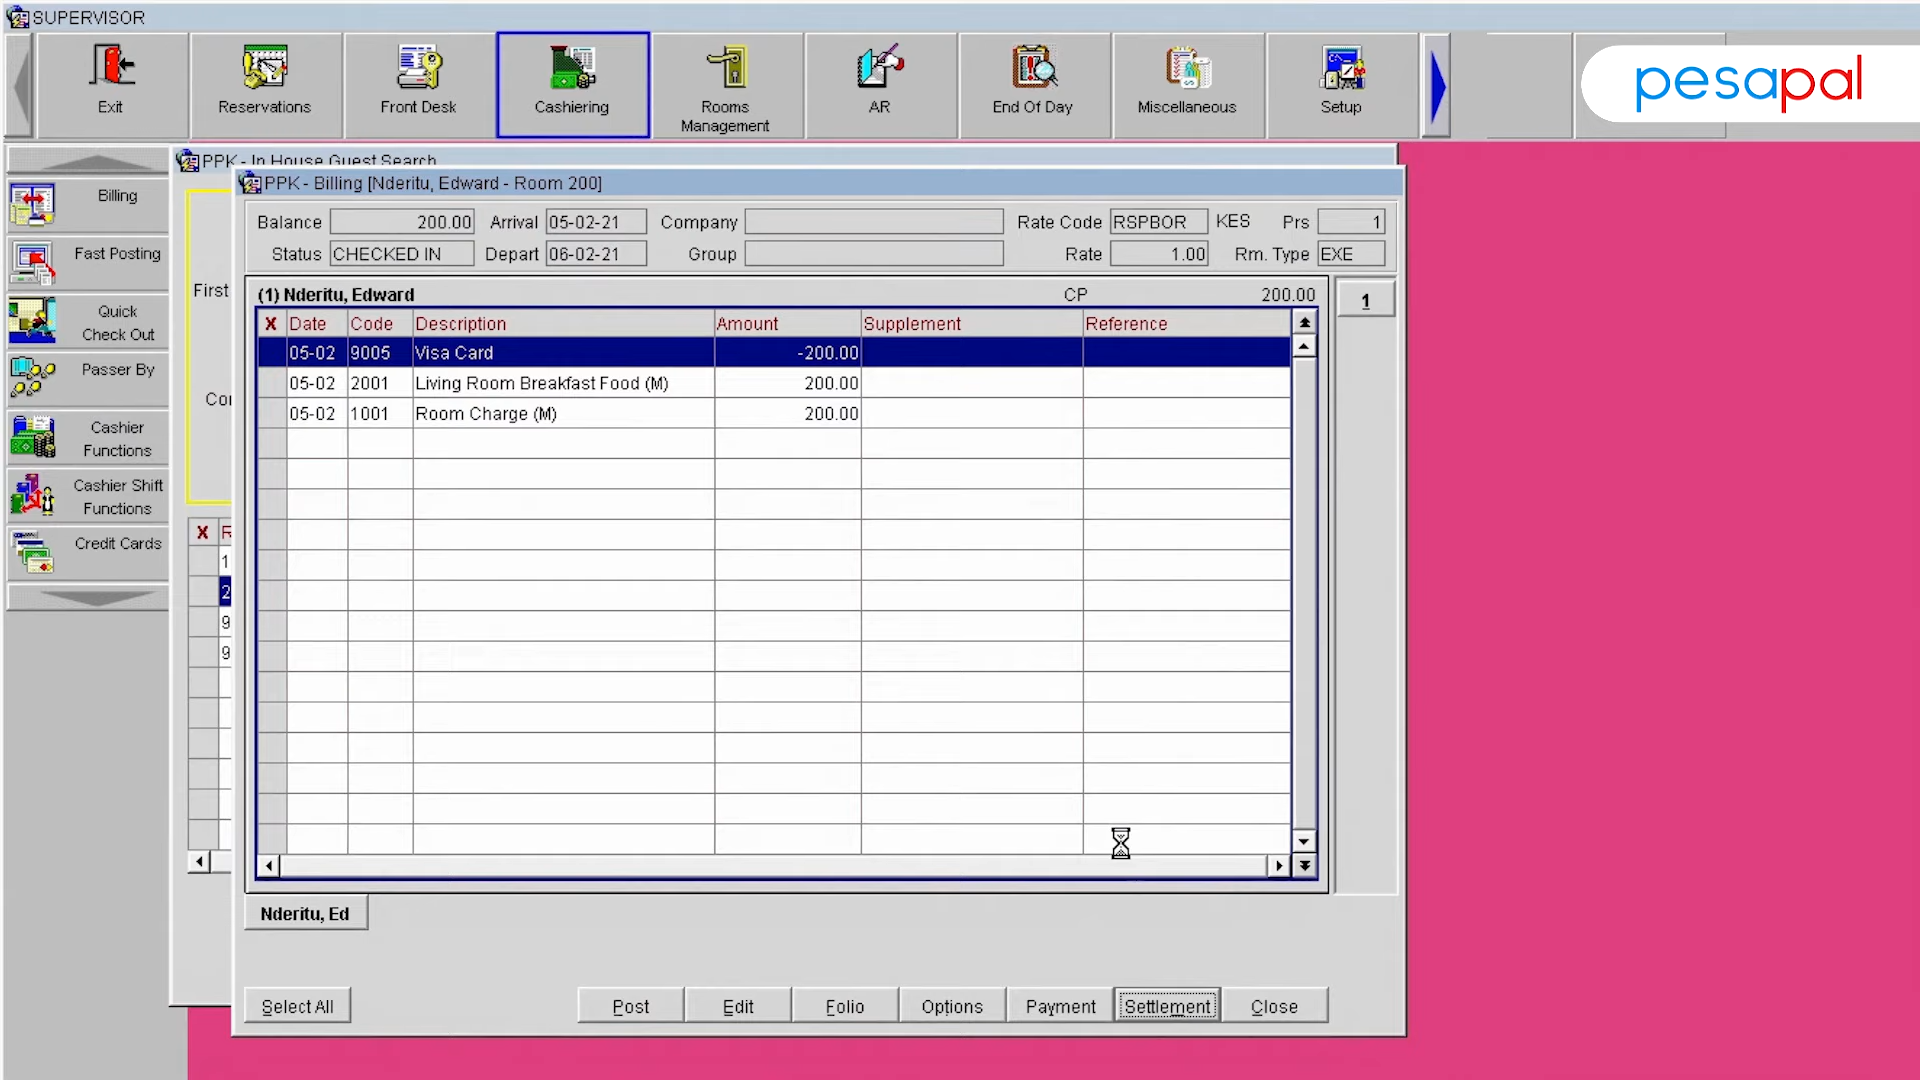 SUPERVISOR
Exit
Reservations
Front Desk
Cashiering
Rooms
Management
AR
End Of Day
Miscellaneous
Setup
pesapal
Billing
Fast Posting
Quick
Check Out
Passer By
Cashier
Functions
Cashier Shift
Functions
Credit Cards
PPK - In House Guest Search
First
X
1
2
9
9
PPK - Billing [Nderitu, Edward - Room 200]
Balance 200.00 Arrival 05-02-21 Company Rate Code RSPBOR KES Prs 1
Status CHECKED IN Depart 06-02-21 Group Rate 1.00 Rm. Type EXE
(1) Nderitu, Edward CP 200.00
1
X Date Code Description Amount Supplement Reference
05-02 9005 Visa Card -200.00
05-02 2001 Living Room Breakfast Food (M) 200.00
05-02 1001 Room Charge (M) 200.00
Nderitu, Ed
Select All Post Edit Folio Options Payment Settlement Close